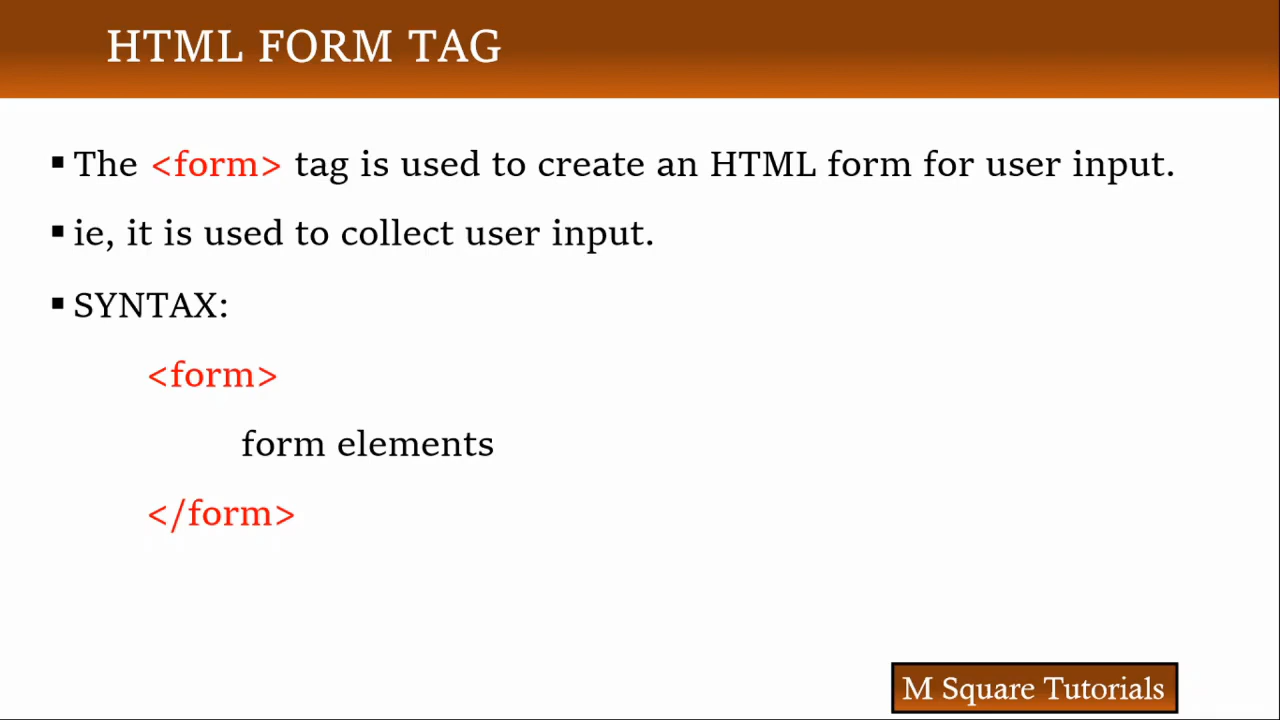 HTML FORM TAG
▪ The <form> tag is used to create an HTML form for user input.
▪ ie, it is used to collect user input.
▪ SYNTAX:
<form>
form elements
</form>
M Square Tutorials